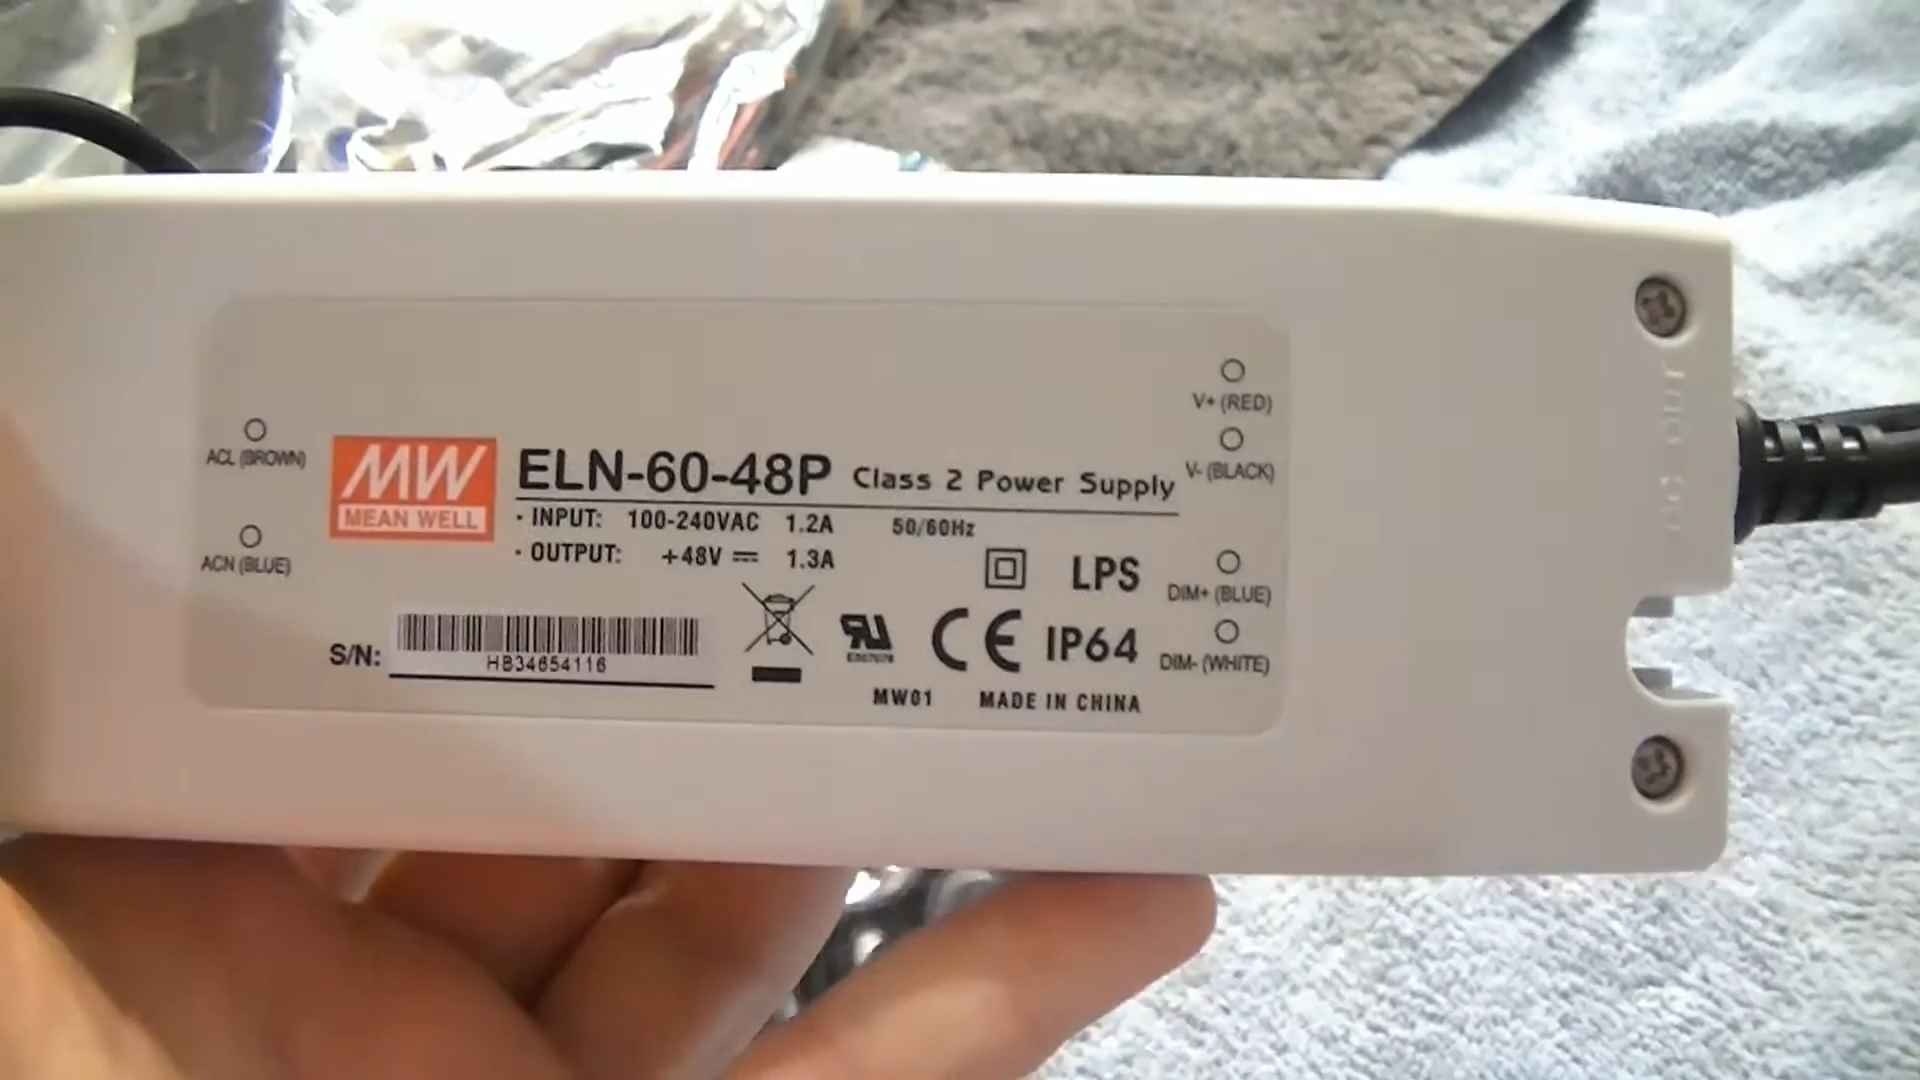 V+ (RED)
ACL (BROWN)
MW
MEAN WELL
ELN-60-48P Class 2 Power Supply
V- (BLACK)
· INPUT: 100-240VAC 1.2A 50/60Hz
· OUTPUT: +48V 1.3A
ACN (BLUE)
LPS
DIM+ (BLUE)
S/N:
HB34654116
CE IP64
DIM- (WHITE)
MW01 MADE IN CHINA
DC OUT